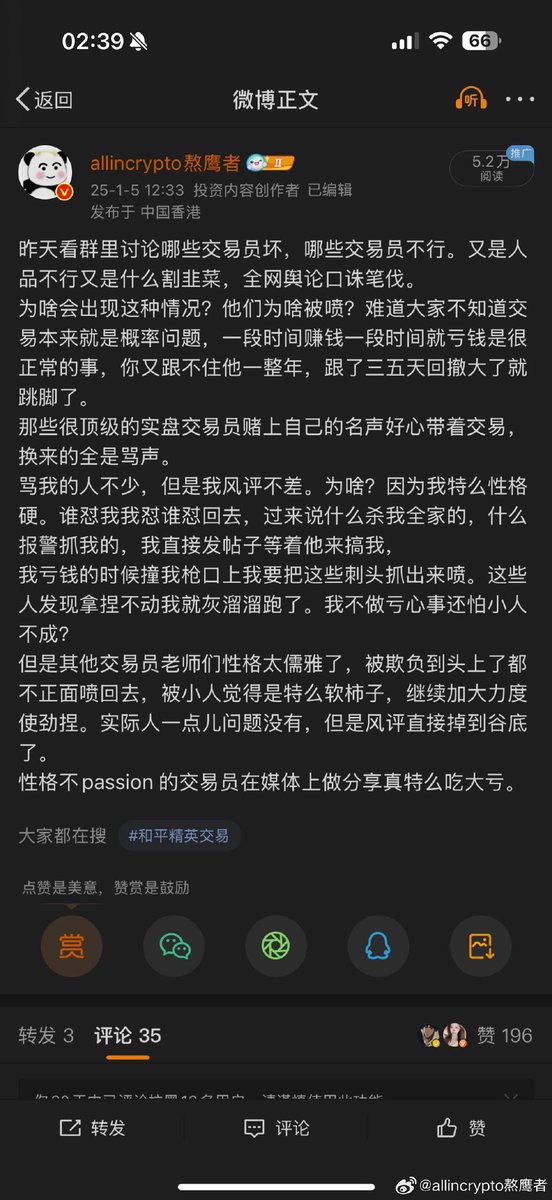 02:39
66
返回
微博正文
听
allincrypto熬鹰者
II
25-1-5 12:33 投资内容创作者 已编辑
发布于 中国香港
推广
5.2万
阅读
昨天看群里讨论哪些交易员坏，哪些交易员不行。又是人
品不行又是什么割韭菜，全网舆论口诛笔伐。
为啥会出现这种情况？他们为啥被喷？难道大家不知道交
易本来就是概率问题，一段时间赚钱一段时间就亏钱是很
正常的事，你又跟不住他一整年，跟了三五天回撤大了就
跳脚了。
那些很顶级的实盘交易员赌上自己的名声好心带着交易，
换来的全是骂声。
骂我的人不少，但是我风评不差。为啥？因为我特么性格
硬。谁怼我我怼谁怼回去，过来说什么杀我全家的，什么
报警抓我的，我直接发帖子等着他来搞我，
我亏钱的时候撞我枪口上我要把这些刺头抓出来喷。这些
人发现拿捏不动我就灰溜溜跑了。我不做亏心事还怕小人
不成？
但是其他交易员老师们性格太儒雅了，被欺负到头上了都
不正面喷回去，被小人觉得是特么软柿子，继续加大力度
使劲捏。实际人一点儿问题没有，但是风评直接掉到谷底
了。
性格不passion的交易员在媒体上做分享真特么吃大亏。
大家都在搜 #和平精英交易
点赞是美意，赞赏是鼓励
赏
转发 3 评论 35
赞 196
转发
评论
赞
@allincrypto熬鹰者